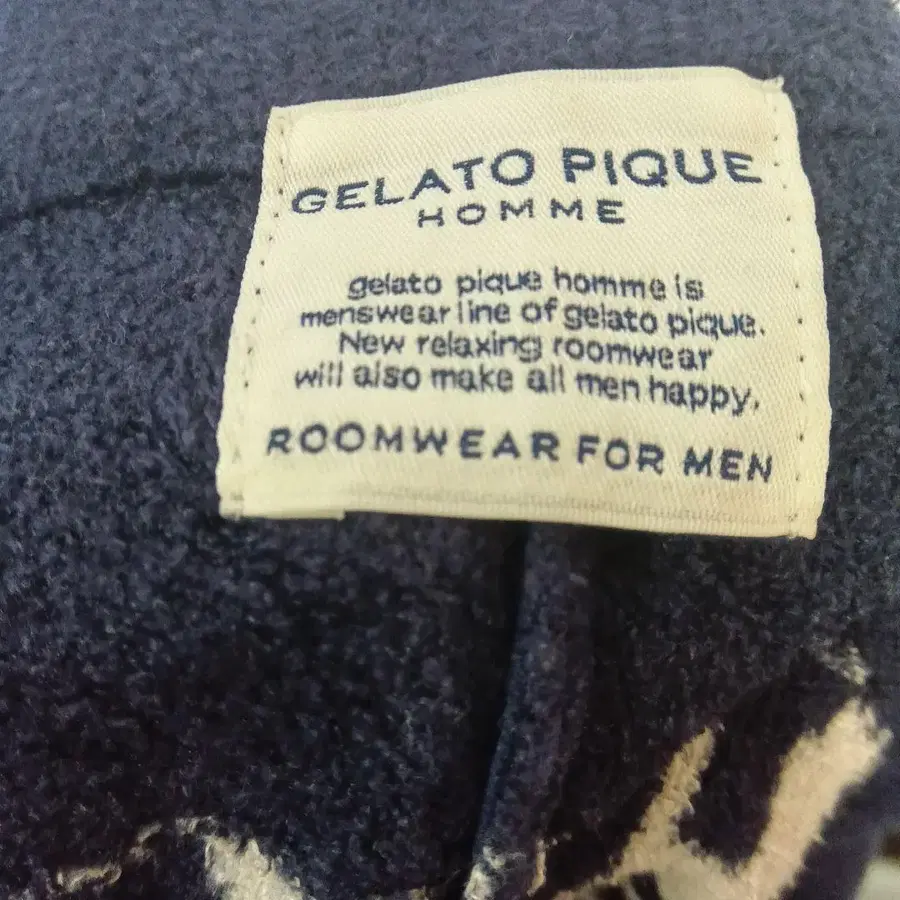 GELATO PIQUE
HOMME
gelato pique homme is
menswear line of gelato pique.
New relaxing roomwear
will also make all men happy.
ROOMWEAR FOR MEN